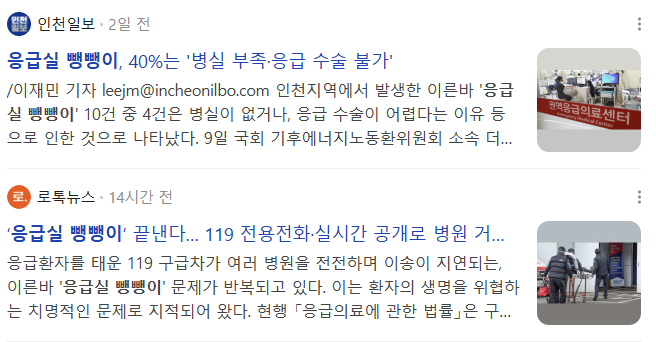 인천일보 · 2일 전
응급실 뺑뺑이, 40%는 '병실 부족·응급 수술 불가'
/이재민 기자 leejm@incheonilbo.com 인천지역에서 발생한 이른바 '응급
실 뺑뺑이' 10건 중 4건은 병실이 없거나, 응급 수술이 어렵다는 이유 등
으로 인한 것으로 나타났다. 9일 국회 기후에너지노동환위원회 소속 더...
권역응급의료센터
Emergency Medical Center
로톡뉴스 · 14시간 전
‘응급실 뺑뺑이’ 끝낸다... 119 전용전화·실시간 공개로 병원 거...
응급환자를 태운 119 구급차가 여러 병원을 전전하며 이송이 지연되는,
이른바 '응급실 뺑뺑이' 문제가 반복되고 있다. 이는 환자의 생명을 위협하
는 치명적인 문제로 지적되어 왔다. 현행 「응급의료에 관한 법률」은 구...